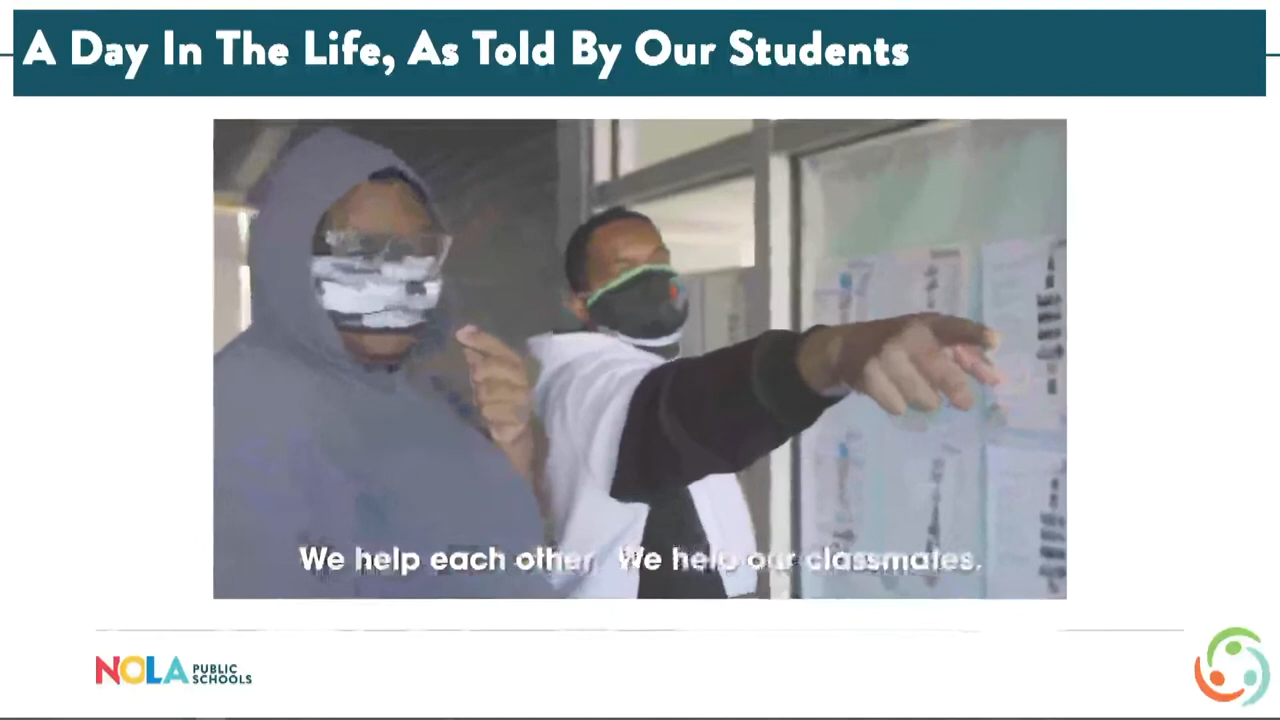 A Day In The Life, As Told By Our Students
We help each other. We help our classmates.
NOLA PUBLIC
SCHOOLS